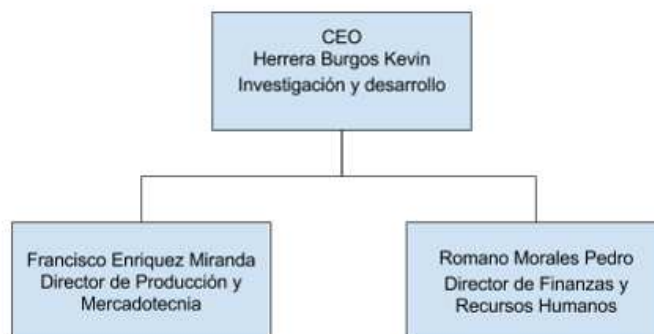 CEO
Herrera Burgos Kevin
Investigación y desarrollo
Francisco Enriquez Miranda
Director de Producción y
Mercadotecnia
Romano Morales Pedro
Director de Finanzas y
Recursos Humanos